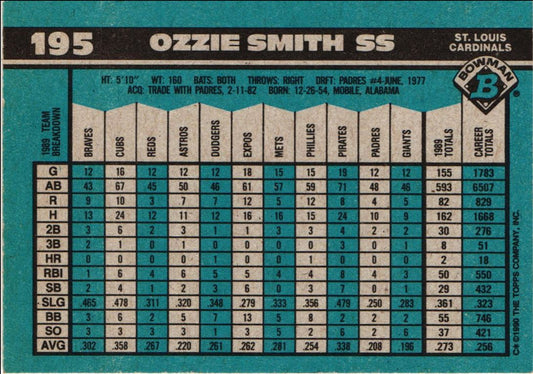 195 OZZIE SMITH SS ST. LOUIS
CARDINALS
HT: 5'10" WT: 160 BATS: BOTH THROWS: RIGHT DRFT: PADRES #4-JUNE, 1977
ACQ: TRADE WITH PADRES, 2-11-82 BORN: 12-26-54, MOBILE, ALABAMA
BOWMAN
B
®
1989 TEAM BREAKDOWN BRAVES CUBS REDS ASTROS DODGERS EXPOS METS PHILLIES PIRATES PADRES GIANTS 1989 TOTALS CAREER TOTALS
G 12 16 12 12 12 18 15 15 19 12 12 155 1783
AB 43 67 45 50 46 61 57 59 71 48 46 593 6507
R 9 10 3 7 7 12 5 12 8 4 5 82 829
H 13 24 12 11 12 16 16 15 24 10 9 162 1668
2B 3 6 2 3 1 1 3 4 4 2 1 30 276
3B 2 1 0 1 0 0 0 1 3 0 0 8 51
HR 0 0 0 0 1 0 0 0 0 0 1 2 18
RBI 1 6 4 5 5 5 4 8 6 3 3 50 550
SB 2 4 1 2 3 3 2 3 4 3 2 29 432
SLG .465 .478 .311 .320 .348 .279 .333 .356 .479 .250 .283 .361 .323
BB 3 2 6 5 7 13 5 8 2 2 2 55 746
SO 3 3 2 6 3 2 5 2 3 5 3 37 421
AVG .302 .358 .267 .220 .261 .262 .281 .254 .338 .208 .196 .273 .256
C*©1990 THE TOPPS COMPANY, INC.